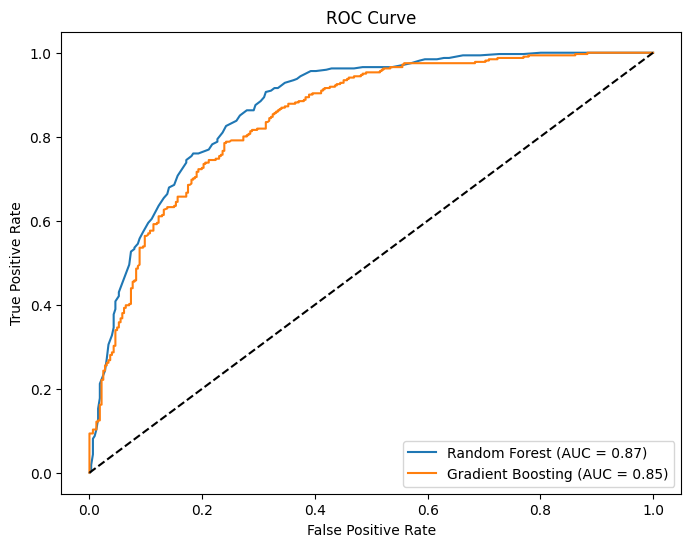 ROC Curve
True Positive Rate
1.0
0.8
0.6
0.4
0.2
0.0
Random Forest (AUC = 0.87)
Gradient Boosting (AUC = 0.85)
0.0 0.2 0.4 0.6 0.8 1.0
False Positive Rate